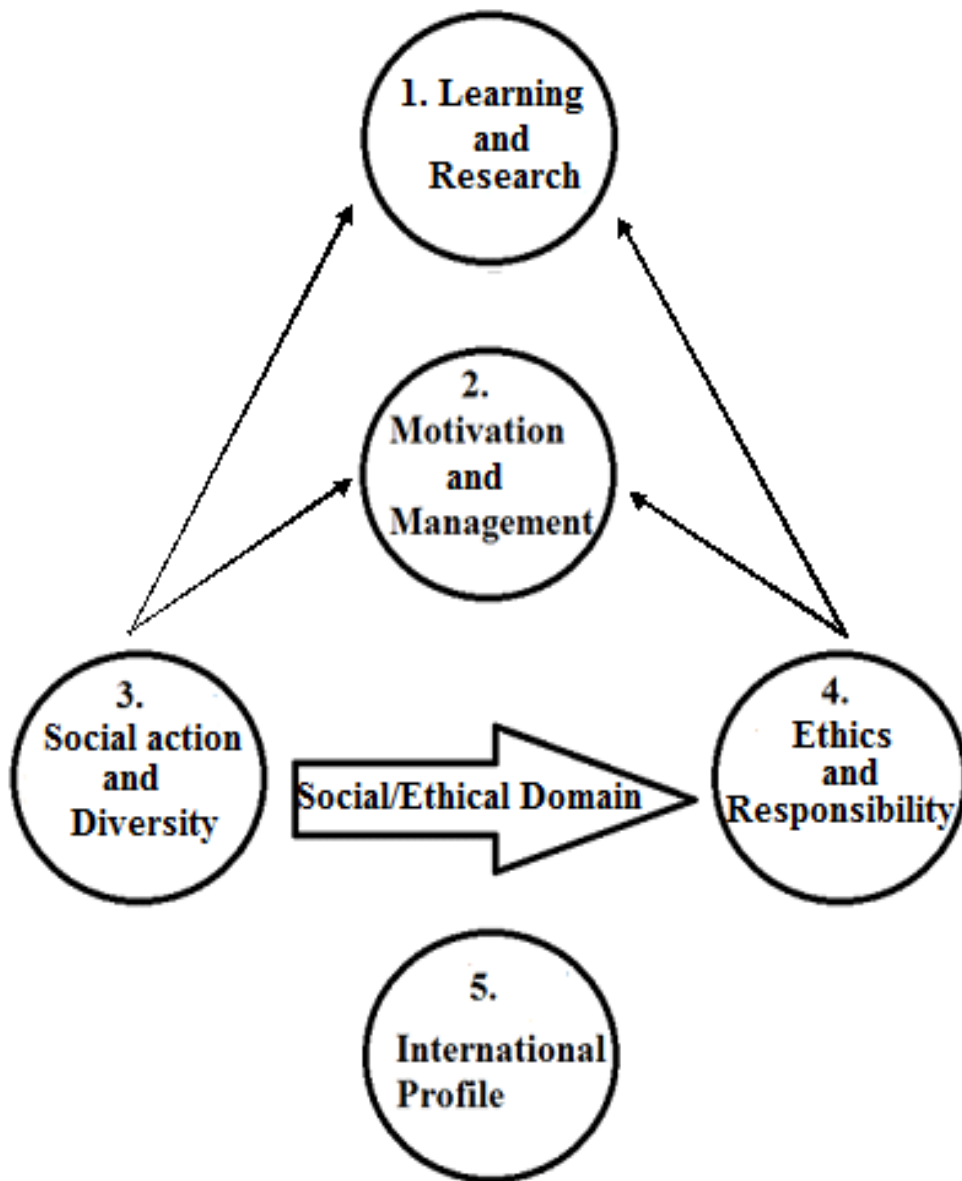 1. Learning
and
Research
2.
Motivation
and
Management
3.
Social action
and
Diversity
Social/Ethical Domain
4.
Ethics
and
Responsibility
5.
International
Profile